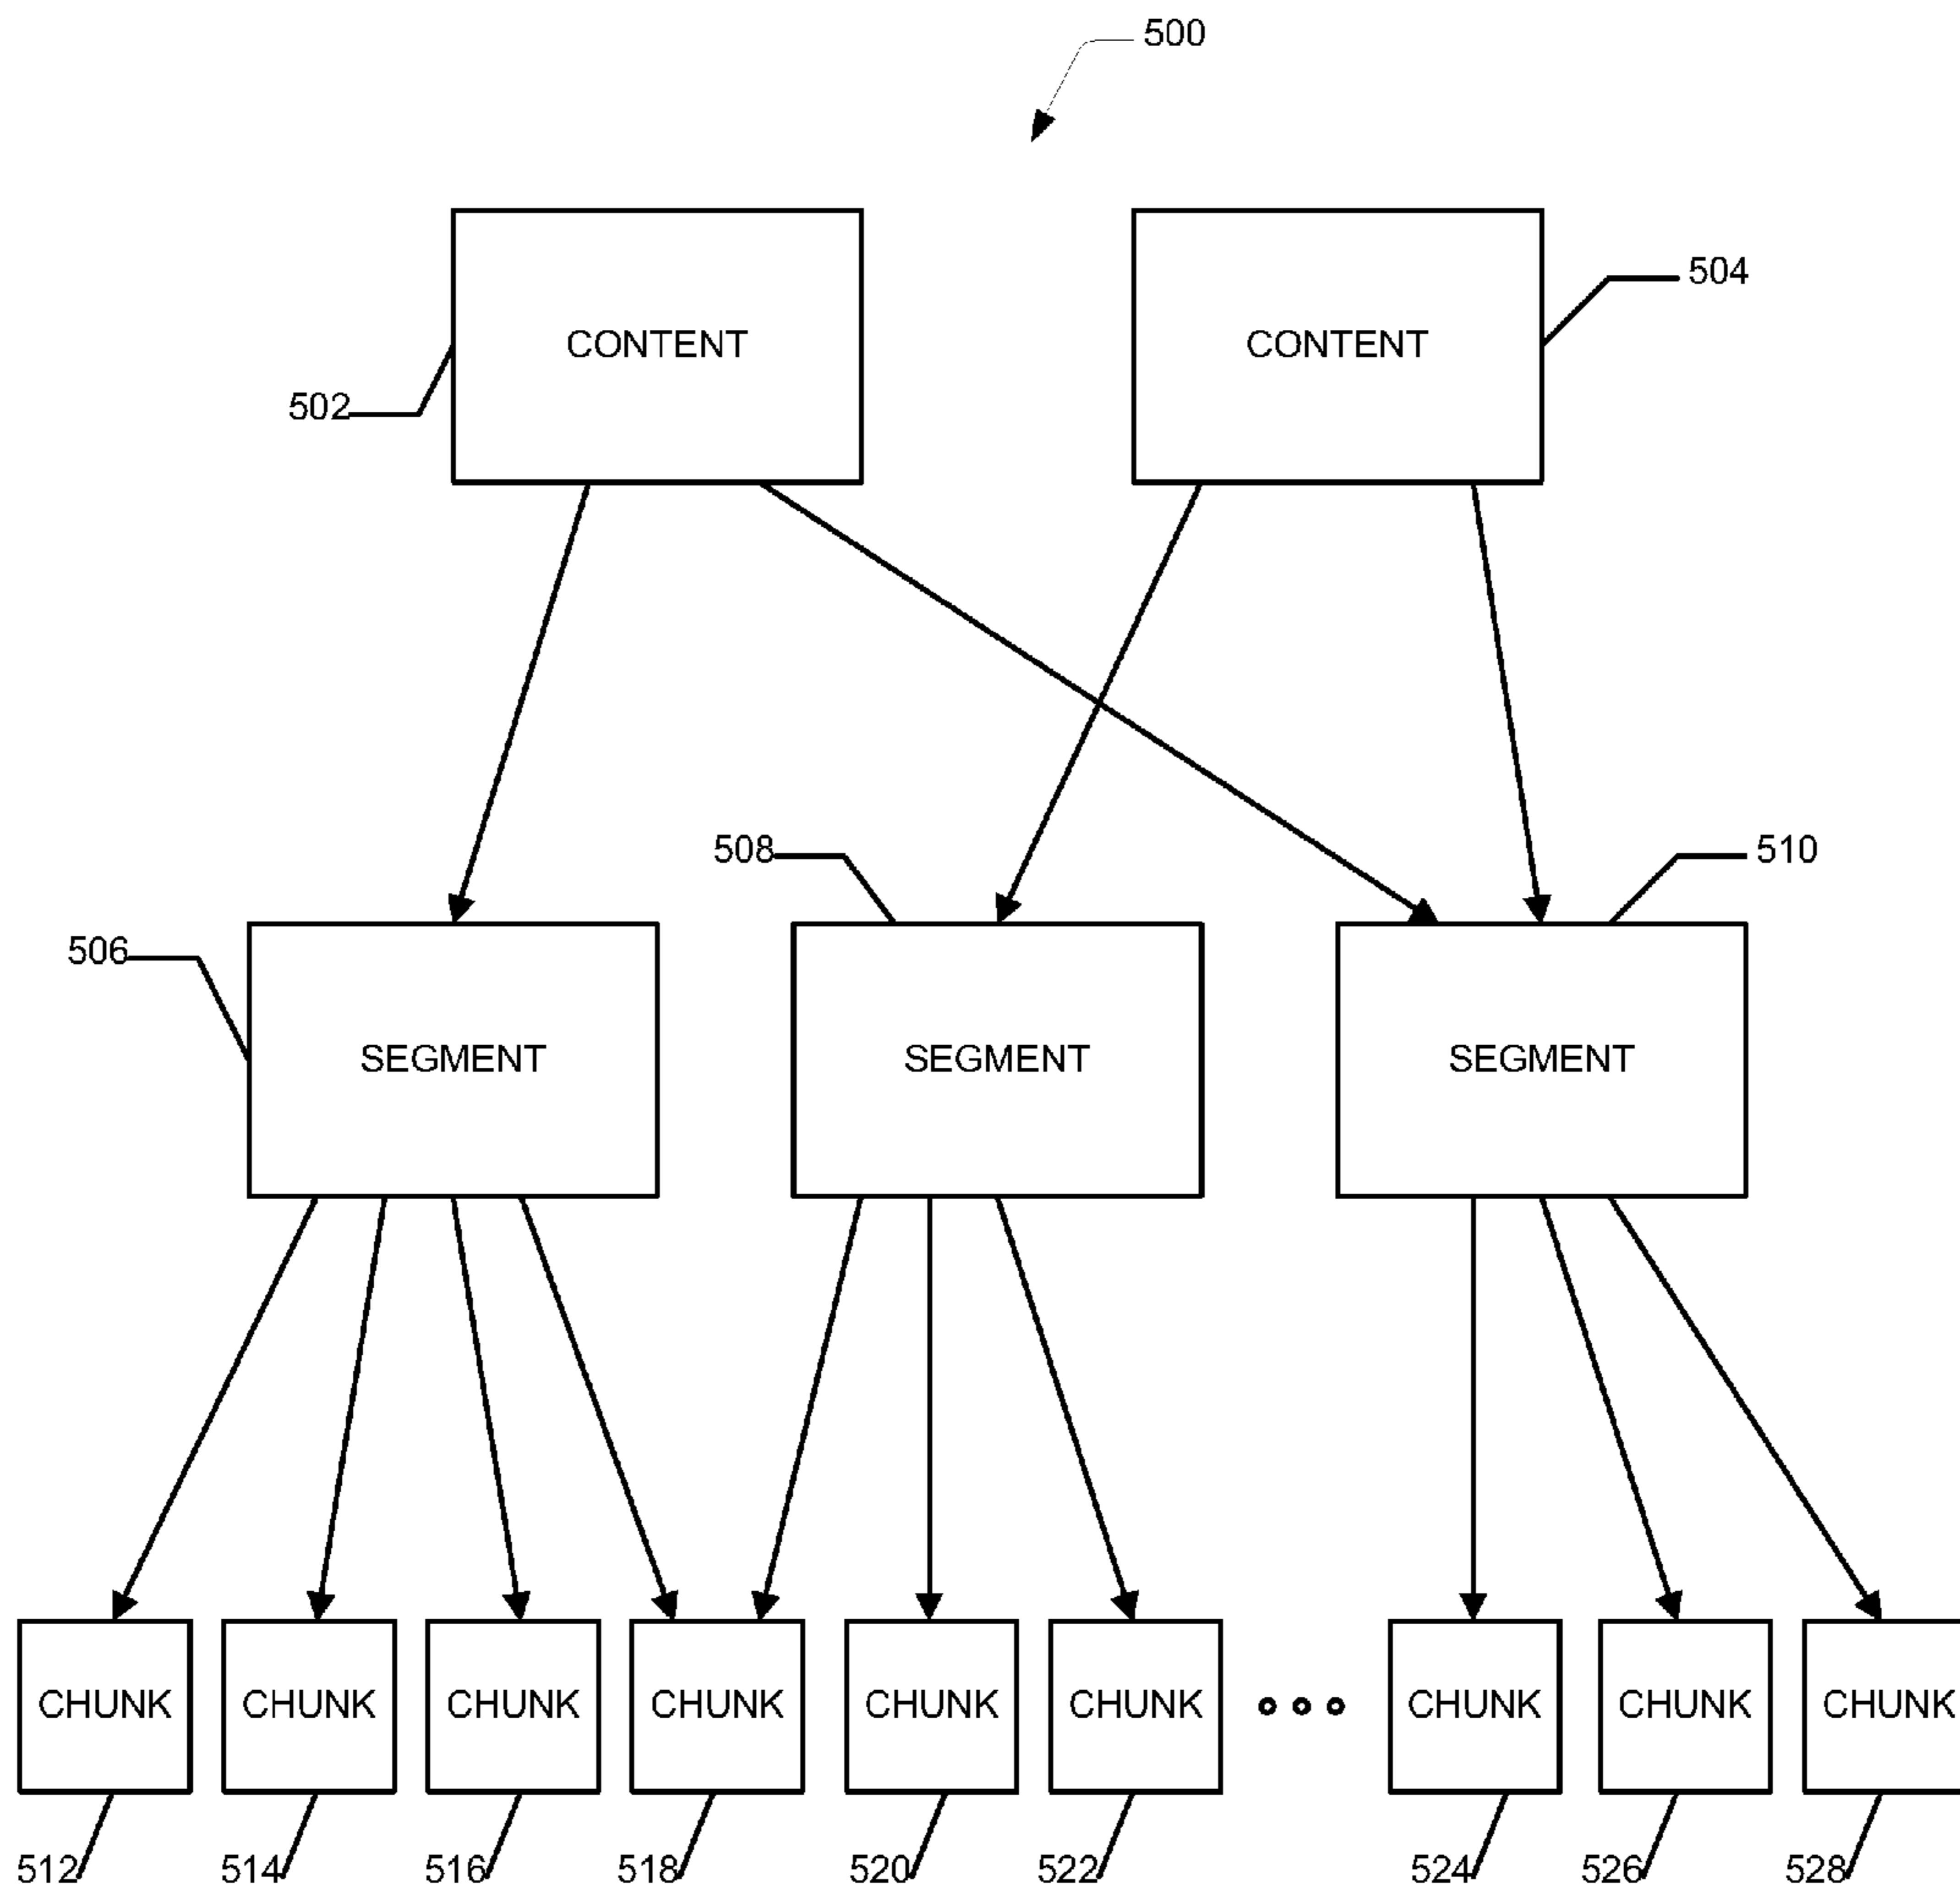 500
CONTENT
CONTENT
504
502
508
510
506
SEGMENT
SEGMENT
SEGMENT
CHUNK
CHUNK
CHUNK
CHUNK
CHUNK
CHUNK
CHUNK
CHUNK
CHUNK
512
514
516
518
520
522
524
526
528